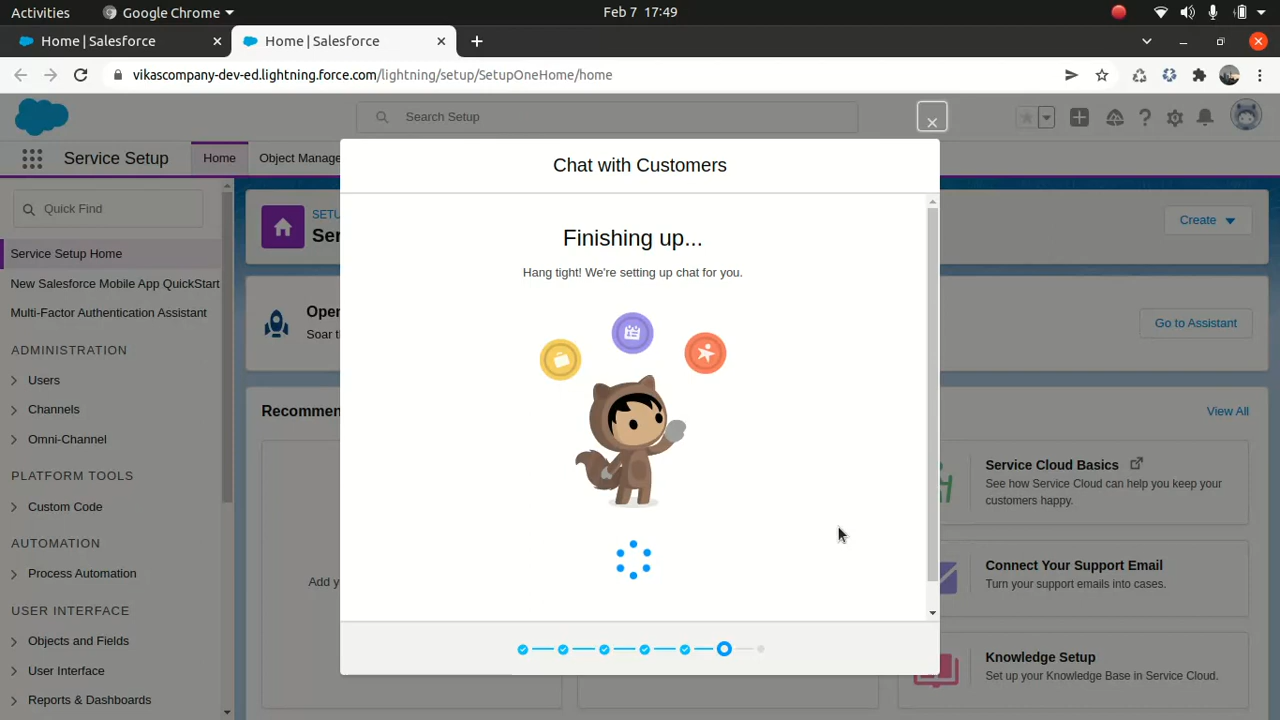 Activities
Google Chrome
Feb 7 17:49
Home | Salesforce
Home | Salesforce
vikascompany-dev-ed.lightning.force.com/lightning/setup/SetupOneHome/home
Search Setup
Service Setup
Home
Object Manage
Chat with Customers
Quick Find
SETU
Ser
Create
Service Setup Home
New Salesforce Mobile App QuickStart
Multi-Factor Authentication Assistant
ADMINISTRATION
Users
Channels
Omni-Channel
PLATFORM TOOLS
Custom Code
AUTOMATION
Process Automation
USER INTERFACE
Objects and Fields
User Interface
Reports & Dashboards
Finishing up...
Hang tight! We're setting up chat for you.
Open
Soar t
Go to Assistant
Recommen
View All
Add y
Service Cloud Basics
See how Service Cloud can help you keep your
customers happy.
Connect Your Support Email
Turn your support emails into cases.
Knowledge Setup
Set up your Knowledge Base in Service Cloud.